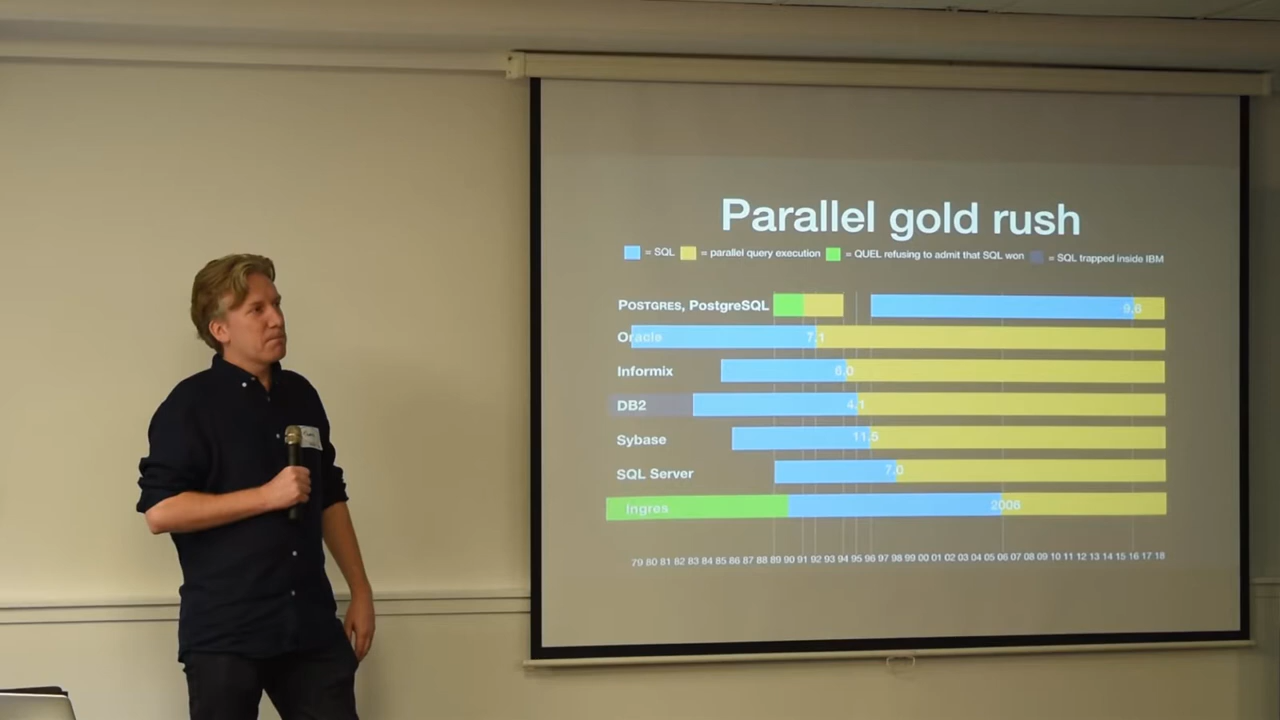 Parallel gold rush
= SQL = parallel query execution = QUEL refusing to admit that SQL won = SQL trapped inside IBM
POSTGRES, PostgreSQL 9.6
Oracle 7.1
Informix 6.0
DB2 4.1
Sybase 11.5
SQL Server 7.0
Ingres 2006
79 80 81 82 83 84 85 86 87 88 89 90 91 92 93 94 95 96 97 98 99 00 01 02 03 04 05 06 07 08 09 10 11 12 13 14 15 16 17 18